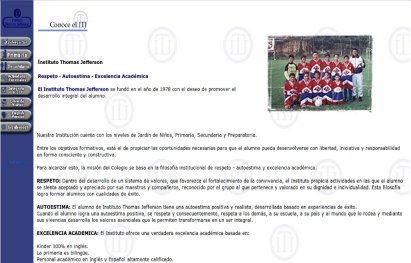 Conoce el ITJ
Instituto Thomas Jefferson
Respeto - Autoestima - Excelencia Académica
El Instituto Thomas Jefferson se fundó en el año de 1978 con el deseo de promover el
desarrollo integral del alumno.
Primaria
Secundaria
Nuestra Institución cuenta con los niveles de Jardín de Niños, Primaria, Secundaria y Preparatoria.
Entre los objetivos formativos, está el de propiciar las oportunidades necesarias para que el alumno pueda desenvolverse con libertad, iniciativa y responsabilidad
en forma consciente y constructiva.
Para alcanzar esto, la misión del Colegio se basa en la filosofía institucional de respeto - autoestima y excelencia académica.
RESPETO: Dentro del desarrollo de un sistema de valores, que favorezca el fortalecimiento de la convivencia, el Instituto propicia actividades en las que el alumno
se sienta aceptado y apreciado por sus maestros y compañeros, reconocido por el grupo al que pertenece y valorado en su dignidad e individualidad. Esta filosofía
logra formar alumnos con cualidades de éxito.
AUTOESTIMA: El alumno de Instituto Thomas Jefferson tiene una autoestima positiva y realista, desarrollada basado en experiencias de éxito.
Cuando el alumno logra una autoestima positiva, se respeta y consecuentemente, respeta a los demás, a su escuela, a su país y al mundo que lo rodea y mediante
sus vivencias desarrolla los valores esenciales que le permiten transformarse en un ser integral.
EXCELENCIA ACADÉMICA: El Instituto ofrece una verdadera excelencia académica basada en:
Kinder 100% en inglés.
La primaria es bilingüe.
Personal académico en Inglés y Español altamente calificado.